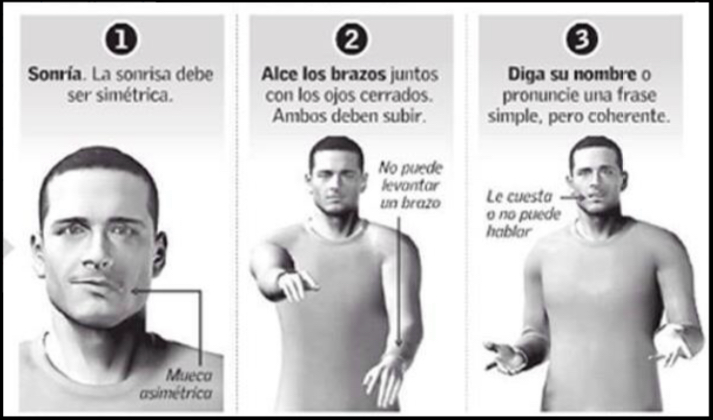 1
Sonría. La sonrisa debe
ser simétrica.
Mueca
asimétrica
2
Alce los brazos juntos
con los ojos cerrados.
Ambos deben subir.
No puede
levantar
un brazo
3
Diga su nombre o
pronuncie una frase
simple, pero coherente.
Le cuesta
o no puede
hablar